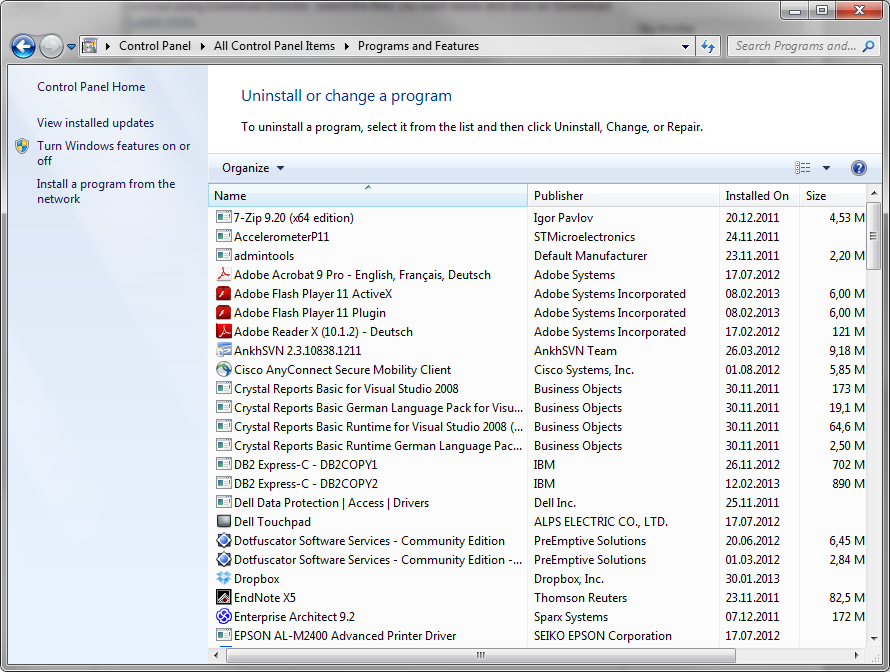 Control Panel All Control Panel Items Programs and Features Search Programs and...
Control Panel Home
View installed updates
Turn Windows features on or
off
Install a program from the
network
Uninstall or change a program
To uninstall a program, select it from the list and then click Uninstall, Change, or Repair.
Organize
Name Publisher Installed On Size
7-Zip 9.20 (x64 edition) Igor Pavlov 20.12.2011 4,53 M
AccelerometerP11 STMicroelectronics 24.11.2011
admintools Default Manufacturer 23.11.2011 2,20 M
Adobe Acrobat 9 Pro - English, Français, Deutsch Adobe Systems 17.07.2012
Adobe Flash Player 11 ActiveX Adobe Systems Incorporated 08.02.2013 6,00 M
Adobe Flash Player 11 Plugin Adobe Systems Incorporated 08.02.2013 6,00 M
Adobe Reader X (10.1.2) - Deutsch Adobe Systems Incorporated 17.02.2012 121 M
AnkhSVN 2.3.10838.1211 AnkhSVN Team 26.03.2012 9,18 M
Cisco AnyConnect Secure Mobility Client Cisco Systems, Inc. 01.08.2012 5,85 M
Crystal Reports Basic for Visual Studio 2008 Business Objects 30.11.2011 173 M
Crystal Reports Basic German Language Pack for Visu... Business Objects 30.11.2011 19,1 M
Crystal Reports Basic Runtime for Visual Studio 2008 (... Business Objects 30.11.2011 64,6 M
Crystal Reports Basic Runtime German Language Pac... Business Objects 30.11.2011 2,50 M
DB2 Express-C - DB2COPY1 IBM 26.11.2012 702 M
DB2 Express-C - DB2COPY2 IBM 12.02.2013 890 M
Dell Data Protection | Access | Drivers Dell Inc. 25.11.2011
Dell Touchpad ALPS ELECTRIC CO., LTD. 17.07.2012
Dotfuscator Software Services - Community Edition PreEmptive Solutions 20.06.2012 6,45 M
Dotfuscator Software Services - Community Edition -... PreEmptive Solutions 01.03.2012 2,84 M
Dropbox Dropbox, Inc. 30.01.2013
EndNote X5 Thomson Reuters 23.11.2011 82,5 M
Enterprise Architect 9.2 Sparx Systems 07.12.2011 172 M
EPSON AL-M2400 Advanced Printer Driver SEIKO EPSON Corporation 17.07.2012